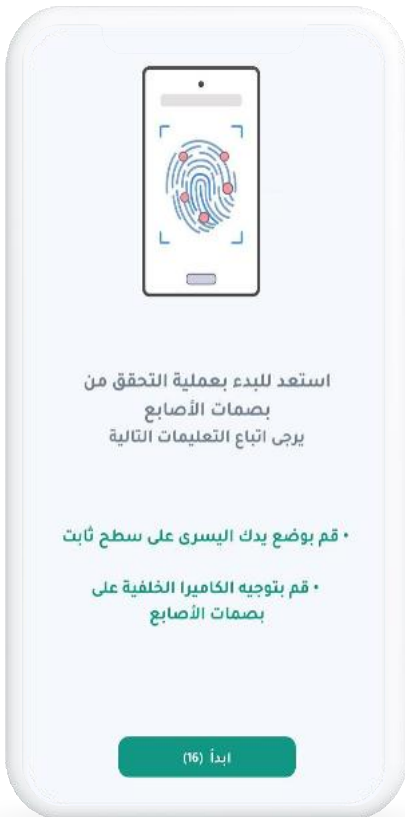 استعد للبدء بعملية التحقق من
بصمات الأصابع
يرجى اتباع التعليمات التالية
• قم بوضع يدك اليسرى على سطح ثابت
• قم بتوجيه الكاميرا الخلفية على
بصمات الأصابع
ابدأ (16)